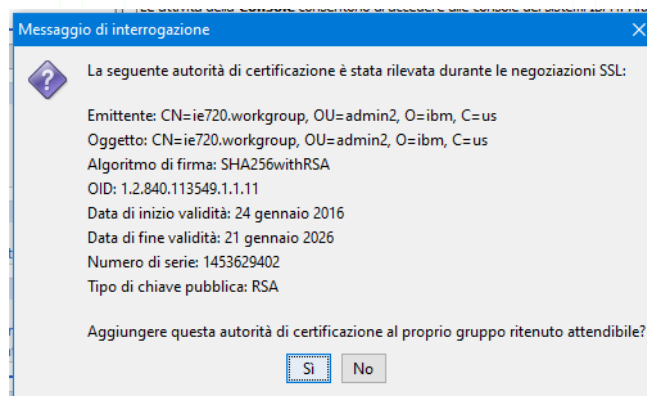 Messaggio di interrogazione
La seguente autorità di certificazione è stata rilevata durante le negoziazioni SSL:
Emittente: CN=ie720.workgroup, OU=admin2, O=ibm, C=us
Oggetto: CN=ie720.workgroup, OU=admin2, O=ibm, C=us
Algoritmo di firma: SHA256withRSA
OID: 1.2.840.113549.1.1.11
Data di inizio validità: 24 gennaio 2016
Data di fine validità: 21 gennaio 2026
Numero di serie: 1453629402
Tipo di chiave pubblica: RSA
Aggiungere questa autorità di certificazione al proprio gruppo ritenuto attendibile?
Sì No